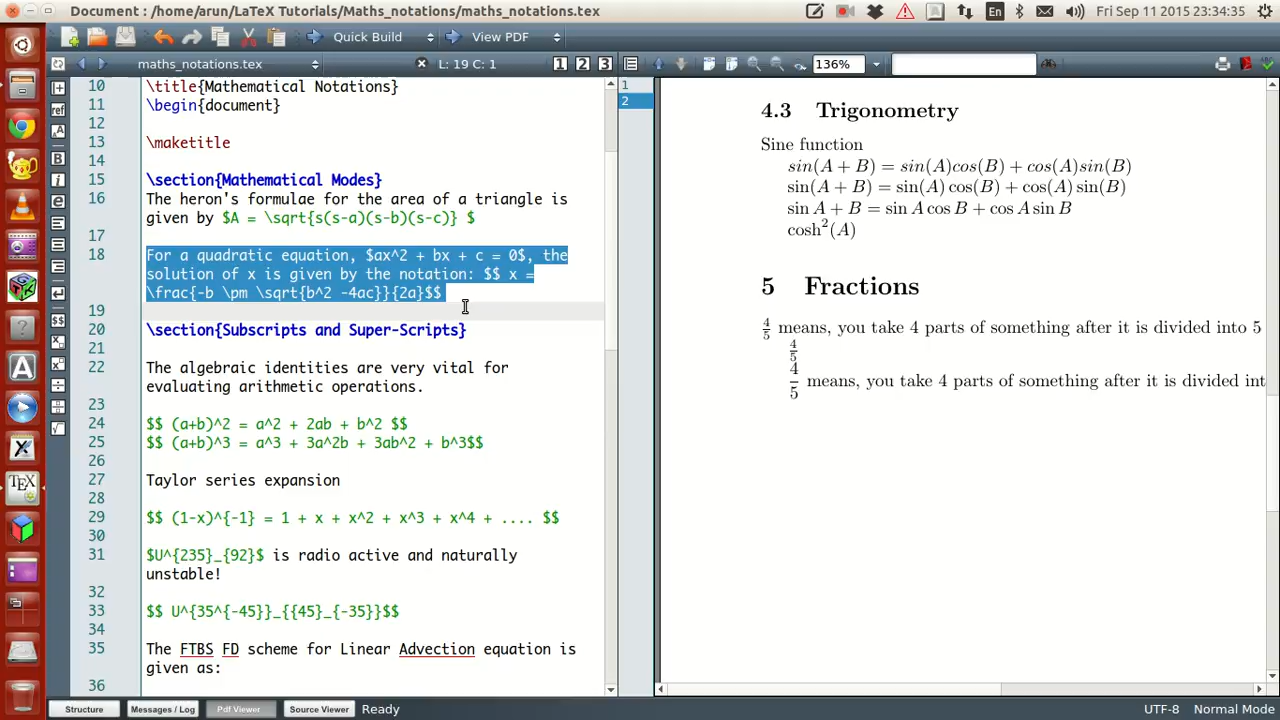 Document : /home/arun/LaTeX Tutorials/Maths_notations/maths_notations.tex
En
Fri Sep 11 2015 23:34:35
Quick Build
View PDF
maths_notations.tex
L: 19 C: 1
1 2 3
136%
10 \title{Mathematical Notations}
11 \begin{document}
12
13 \maketitle
14
15 \section{Mathematical Modes}
16 The heron's formulae for the area of a triangle is
given by $A = \sqrt{s(s-a)(s-b)(s-c)} $
17
18 For a quadratic equation, $ax^2 + bx + c = 0$, the
solution of x is given by the notation: $$ x =
\frac{-b \pm \sqrt{b^2 -4ac}}{2a}$$
19
20 \section{Subscripts and Super-Scripts}
21
22 The algebraic identities are very vital for
evaluating arithmetic operations.
23
24 $$ (a+b)^2 = a^2 + 2ab + b^2 $$
25 $$ (a+b)^3 = a^3 + 3a^2b + 3ab^2 + b^3$$
26
27 Taylor series expansion
28
29 $$ (1-x)^{-1} = 1 + x + x^2 + x^3 + x^4 + .... $$
30
31 $U^{235}_{92}$ is radio active and naturally
unstable!
32
33 $$ U^{35^{-45}}_{{45}_{-35}}$$
34
35 The FTBS FD scheme for Linear Advection equation is
given as:
36
1
2
4.3 Trigonometry
Sine function
sin(A + B) = sin(A)cos(B) + cos(A)sin(B)
sin(A + B) = sin(A) cos(B) + cos(A) sin(B)
sin A + B = sin A cos B + cos A sin B
cosh²(A)
5 Fractions
4/5 means, you take 4 parts of something after it is divided into 5
4/5
4/5 means, you take 4 parts of something after it is divided int
Structure
Messages / Log
Pdf Viewer
Source Viewer
Ready
UTF-8
Normal Mode